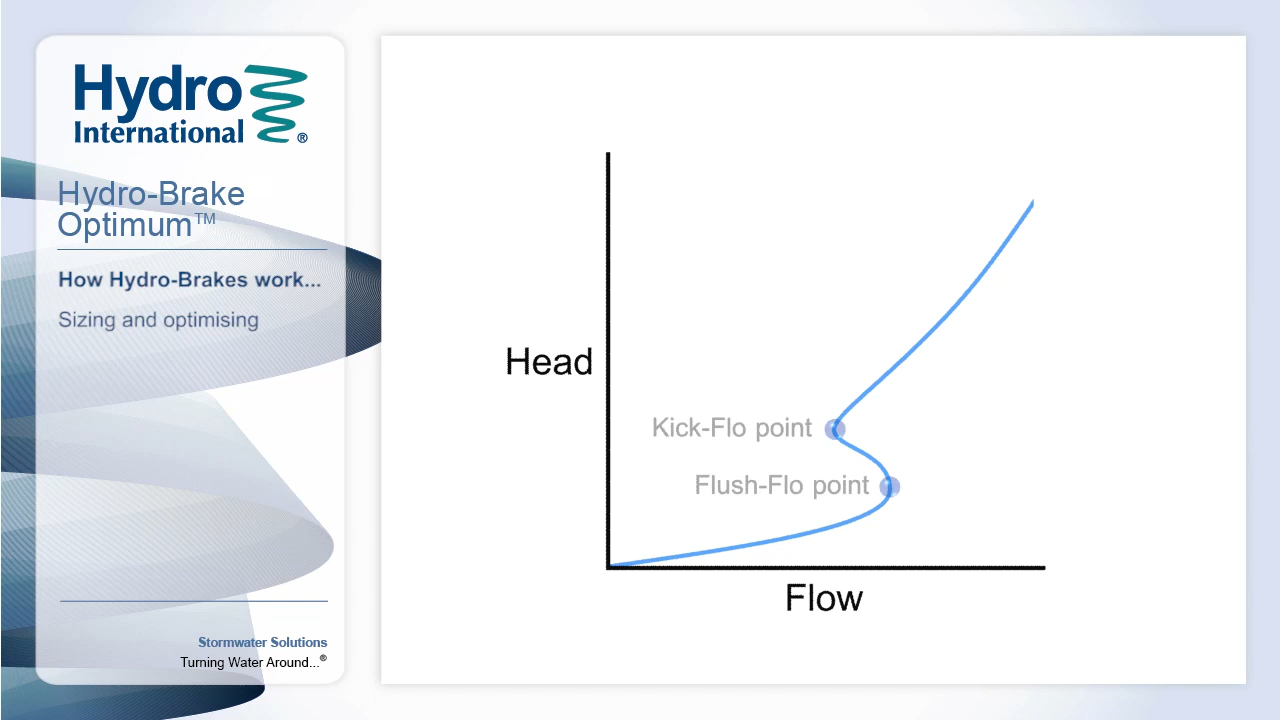 Hydro
International®
Hydro-Brake
Optimum™
How Hydro-Brakes work...
Sizing and optimising
Stormwater Solutions
Turning Water Around...®
Head
Kick-Flo point
Flush-Flo point
Flow